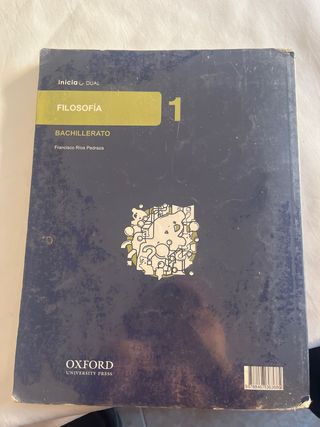 inicia DUAL
FILOSOFÍA
1
BACHILLERATO
Francisco Ríos Pedraza
OXFORD
UNIVERSITY PRESS